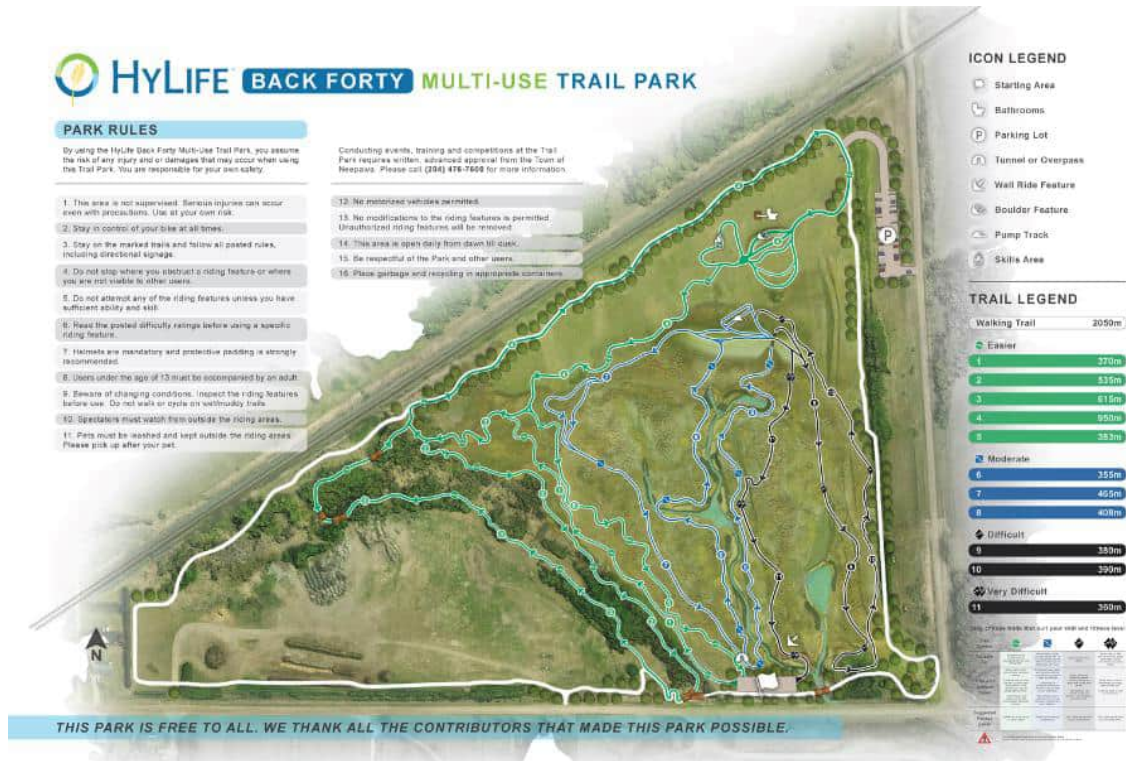 HYLIFE BACK FORTY MULTI-USE TRAIL PARK
PARK RULES
By using the HyLife Back Forty Multi-Use Trail Park, you assume
the risk of any injury and or damages that may occur when using
this Trail Park. You are responsible for your own safety.
1. This area is not supervised. Serious injuries can occur
even with precautions. Use at your own risk.
2. Stay in control of your bike at all times.
3. Stay on the marked trails and follow all posted rules,
including directional signage.
4. Do not stop where you obstruct a riding feature or where
you are not visible to other users.
5. Do not attempt any of the riding features unless you have
sufficient ability and skill.
6. Read the posted difficulty ratings before using a specific
riding feature.
7. Helmets are mandatory and protective padding is strongly
recommended.
8. Users under the age of 13 must be accompanied by an adult
9. Beware of changing conditions. Inspect the riding features
before use. Do not walk or cycle on wet/muddy trails
10. Spectators must watch from outside the riding areas.
11. Pets must be leashed and kept outside the riding areas.
Please pick up after your pet.
Conducting events, training and competitions at the Trail
Park requires written, advanced approval from the Town of
Neepawa. Please call (204) 476-7600 for more information.
12. No motorized vehicles permitted.
13. No modifications to the riding features is permitted.
Unauthorized riding features will be removed.
14. This area is open daily from dawn till dusk.
15. Be respectful of the Park and other users.
16. Place garbage and recycling in appropriate containers
ICON LEGEND
Starting Area
Bathrooms
P Parking Lot
Tunnel or Overpass
Wall Ride Feature
Boulder Feature
Pump Track
Skills Area
TRAIL LEGEND
Walking Trail 2050m
Easier
1 370m
2 535m
3 615m
4 950m
5 383m
Moderate
6 355m
7 465m
8 408m
Difficult
9 380m
10 390m
Very Difficult
11 360m
P
N
THIS PARK IS FREE TO ALL. WE THANK ALL THE CONTRIBUTORS THAT MADE THIS PARK POSSIBLE.